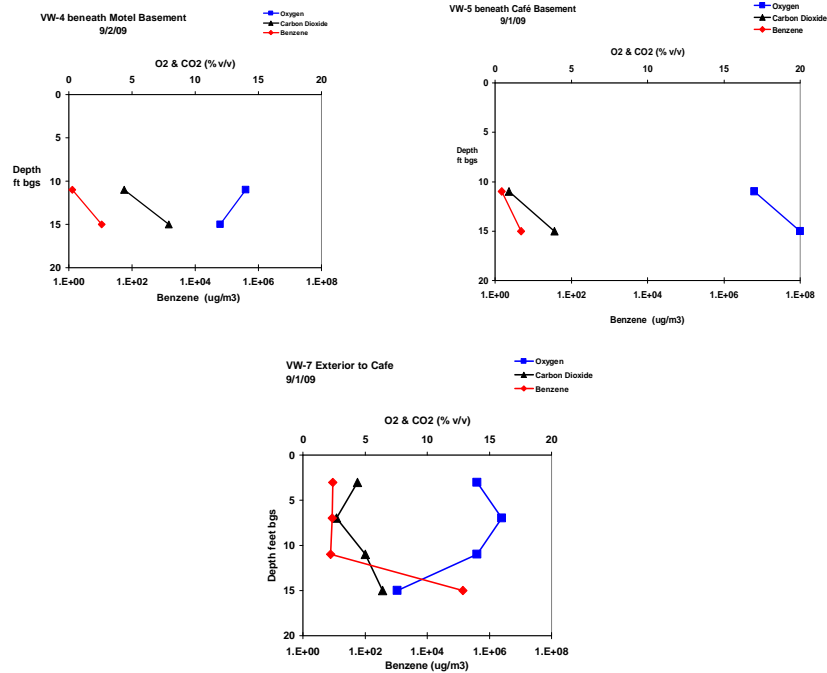 VW-4 beneath Motel Basement
9/2/09
Oxygen
Carbon Dioxide
Benzene
O2 & CO2 (% v/v)
0 5 10 15 20
0
5
10
15
20
Depth
ft bgs
1.E+00 1.E+02 1.E+04 1.E+06 1.E+08
Benzene (ug/m3)
VW-5 beneath Café Basement
9/1/09
Oxygen
Carbon Dioxide
Benzene
O2 & CO2 (% v/v)
0 5 10 15 20
0
5
10
15
20
Depth
ft bgs
1.E+00 1.E+02 1.E+04 1.E+06 1.E+08
Benzene (ug/m3)
VW-7 Exterior to Cafe
9/1/09
Oxygen
Carbon Dioxide
Benzene
O2 & CO2 (% v/v)
0 5 10 15 20
0
5
10
15
20
Depth feet bgs
1.E+00 1.E+02 1.E+04 1.E+06 1.E+08
Benzene (ug/m3)